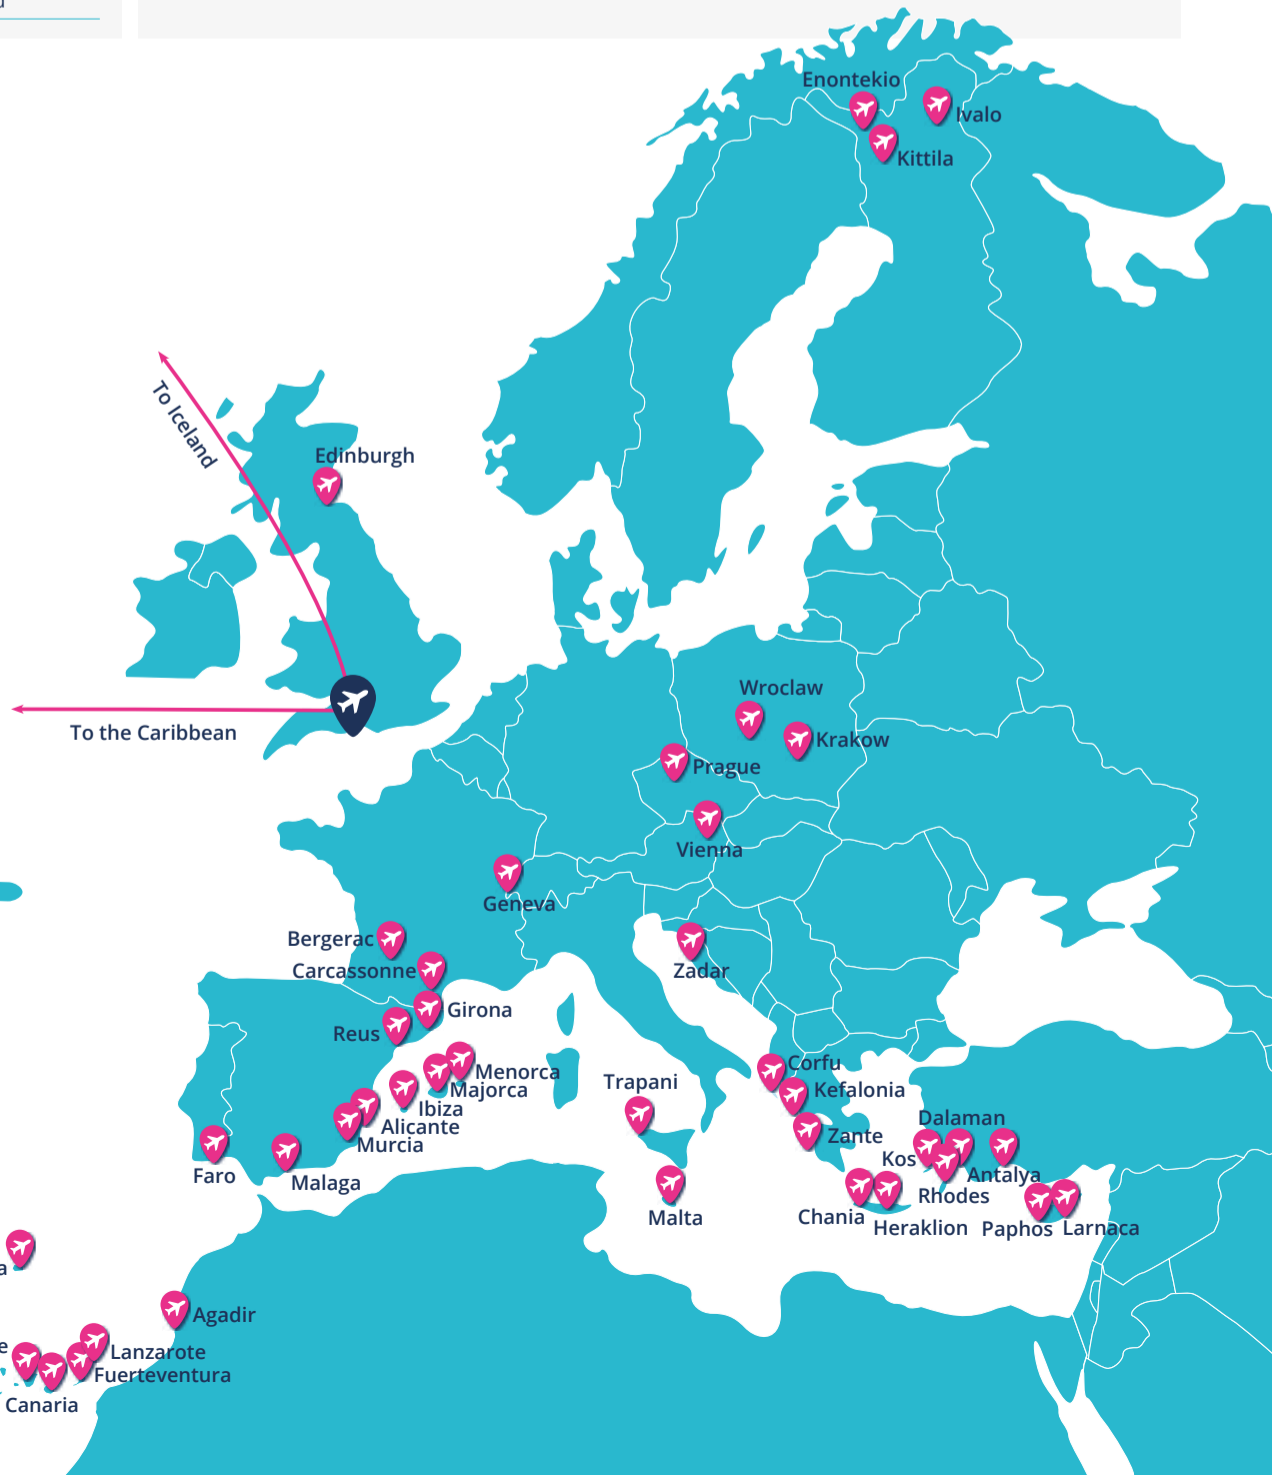 Enontekio
Ivalo
Kittila
To Iceland
Edinburgh
To the Caribbean
Wroclaw
Krakow
Prague
Vienna
Geneva
Bergerac
Carcassonne
Zadar
Girona
Reus
Menorca
Majorca
Ibiza
Alicante
Murcia
Trapani
Corfu
Kefalonia
Zante
Dalaman
Kos
Antalya
Rhodes
Faro
Malaga
Malta
Chania
Heraklion
Paphos
Larnaca
a
Agadir
e
Lanzarote
Fuerteventura
Canaria